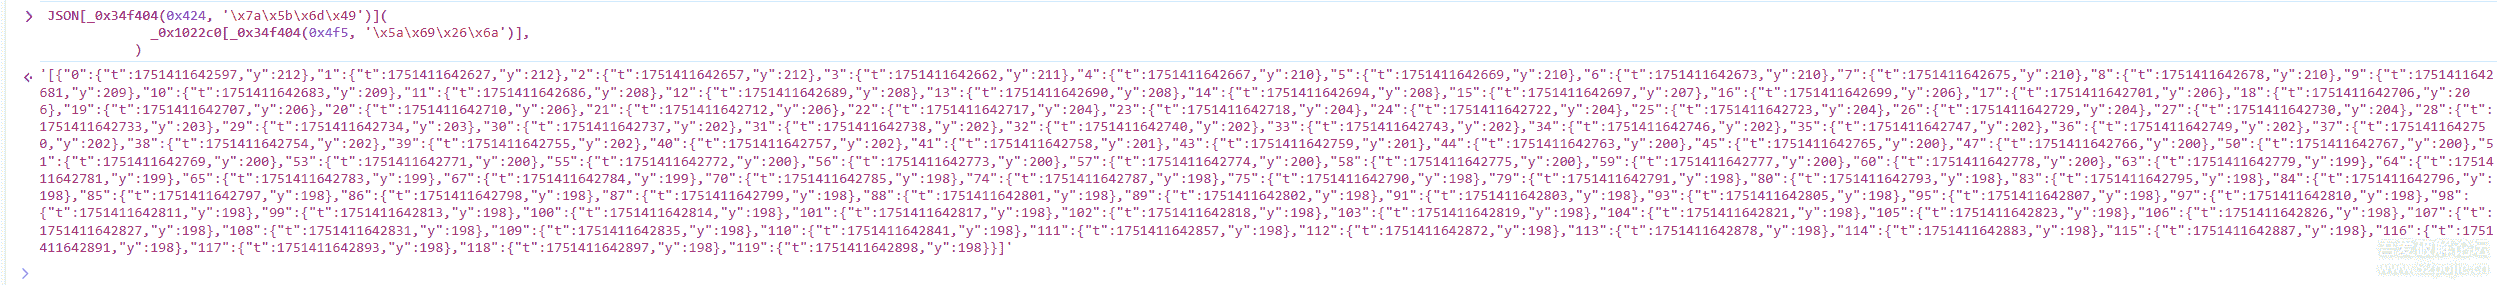 JSON[_0x34f404(0x424, '\x7a\x5b\x6d\x49')](
_0x1022c0[_0x34f404(0x4f5, '\x5a\x69\x26\x6a')],
)
'[{"0":{"t":1751411642597,"y":212},"1":{"t":1751411642627,"y":212},"2":{"t":1751411642657,"y":212},"3":{"t":1751411642662,"y":211},"4":{"t":1751411642667,"y":210},"5":{"t":1751411642669,"y":210},"6":{"t":1751411642673,"y":210},"7":{"t":1751411642675,"y":210},"8":{"t":1751411642678,"y":210},"9":{"t":1751411642
681,"y":209},"10":{"t":1751411642683,"y":209},"11":{"t":1751411642686,"y":208},"12":{"t":1751411642689,"y":208},"13":{"t":1751411642690,"y":208},"14":{"t":1751411642694,"y":208},"15":{"t":1751411642697,"y":207},"16":{"t":1751411642699,"y":206},"17":{"t":1751411642701,"y":206},"18":{"t":1751411642706,"y":20
6},"19":{"t":1751411642707,"y":206},"20":{"t":1751411642710,"y":206},"21":{"t":1751411642712,"y":206},"22":{"t":1751411642717,"y":204},"23":{"t":1751411642718,"y":204},"24":{"t":1751411642722,"y":204},"25":{"t":1751411642723,"y":204},"26":{"t":1751411642729,"y":204},"27":{"t":1751411642730,"y":204},"28":{"t":
1751411642733,"y":203},"29":{"t":1751411642734,"y":203},"30":{"t":1751411642737,"y":202},"31":{"t":1751411642738,"y":202},"32":{"t":1751411642740,"y":202},"33":{"t":1751411642743,"y":202},"34":{"t":1751411642746,"y":202},"35":{"t":1751411642747,"y":202},"36":{"t":1751411642749,"y":202},"37":{"t":175141164275
0,"y":202},"38":{"t":1751411642754,"y":202},"39":{"t":1751411642755,"y":202},"40":{"t":1751411642757,"y":202},"41":{"t":1751411642758,"y":201},"43":{"t":1751411642759,"y":201},"44":{"t":1751411642763,"y":200},"45":{"t":1751411642765,"y":200},"47":{"t":1751411642766,"y":200},"50":{"t":1751411642767,"y":200},"5
1":{"t":1751411642769,"y":200},"53":{"t":1751411642771,"y":200},"55":{"t":1751411642772,"y":200},"56":{"t":1751411642773,"y":200},"57":{"t":1751411642774,"y":200},"58":{"t":1751411642775,"y":200},"59":{"t":1751411642777,"y":200},"60":{"t":1751411642778,"y":200},"63":{"t":1751411642779,"y":199},"64":{"t":17514
11642781,"y":199},"65":{"t":1751411642783,"y":199},"67":{"t":1751411642784,"y":199},"70":{"t":1751411642785,"y":198},"74":{"t":1751411642787,"y":198},"75":{"t":1751411642790,"y":198},"79":{"t":1751411642791,"y":198},"80":{"t":1751411642793,"y":198},"83":{"t":1751411642795,"y":198},"84":{"t":1751411642796,"y":
198},"85":{"t":1751411642797,"y":198},"86":{"t":1751411642798,"y":198},"87":{"t":1751411642799,"y":198},"88":{"t":1751411642801,"y":198},"89":{"t":1751411642802,"y":198},"91":{"t":1751411642803,"y":198},"93":{"t":1751411642805,"y":198},"95":{"t":1751411642807,"y":198},"97":{"t":1751411642810,"y":198},"98":
{"t":1751411642811,"y":198},"99":{"t":1751411642813,"y":198},"100":{"t":1751411642814,"y":198},"101":{"t":1751411642817,"y":198},"102":{"t":1751411642818,"y":198},"103":{"t":1751411642819,"y":198},"104":{"t":1751411642821,"y":198},"105":{"t":1751411642823,"y":198},"106":{"t":1751411642826,"y":198},"107":{"t":
1751411642827,"y":198},"108":{"t":1751411642831,"y":198},"109":{"t":1751411642835,"y":198},"110":{"t":1751411642841,"y":198},"111":{"t":1751411642857,"y":198},"112":{"t":1751411642872,"y":198},"113":{"t":1751411642878,"y":198},"114":{"t":1751411642883,"y":198},"115":{"t":1751411642887,"y":198},"116":{"t":1751
411642891,"y":198},"117":{"t":1751411642893,"y":198},"118":{"t":1751411642897,"y":198},"119":{"t":1751411642898,"y":198}}]'
吾爱破解论坛
www.52pojie.cn